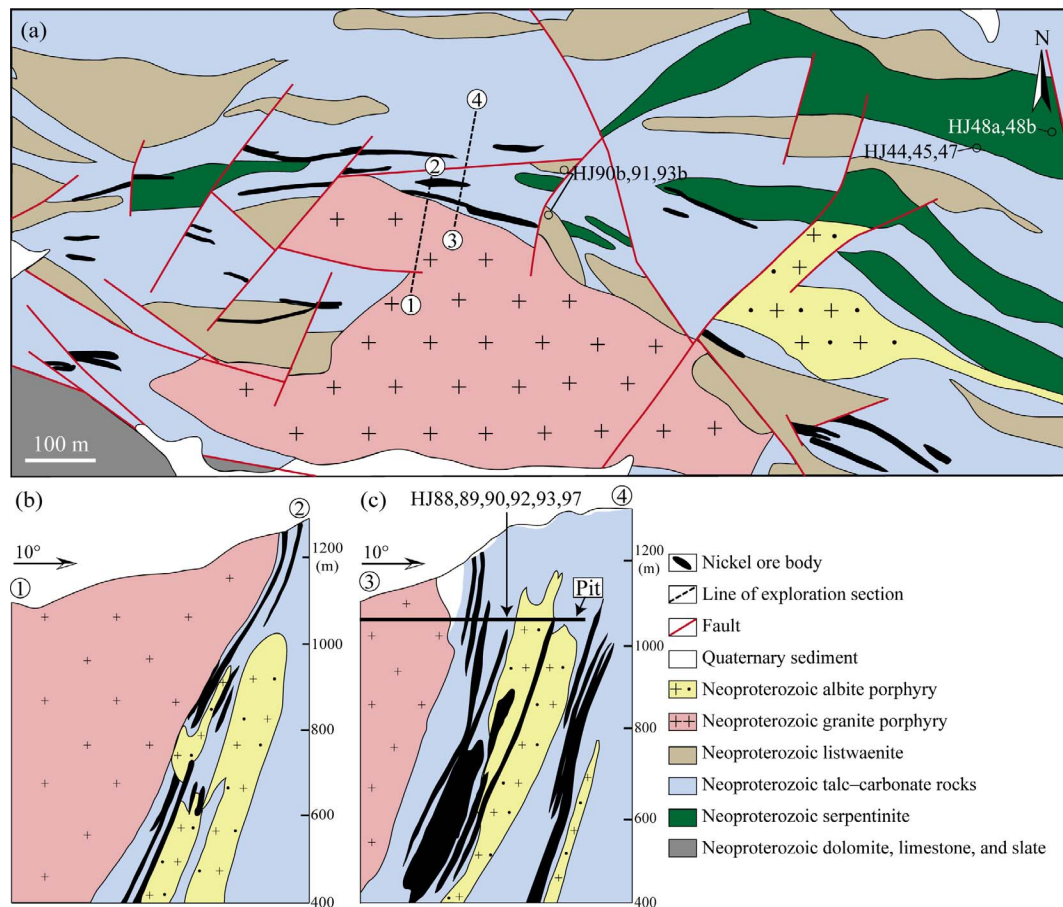 (a)
N
④
②
HJ48a,48b
HJ44,45,47
HJ90b,91,93b
③
①
100 m
(b)
②
10°
①
1200
(m)
1000
800
600
400
(c)
HJ88,89,90,92,93,97
④
10°
③
Pit
1200
(m)
1000
800
600
400
Nickel ore body
Line of exploration section
Fault
Quaternary sediment
Neoproterozoic albite porphyry
Neoproterozoic granite porphyry
Neoproterozoic listwaenite
Neoproterozoic talc–carbonate rocks
Neoproterozoic serpentinite
Neoproterozoic dolomite, limestone, and slate